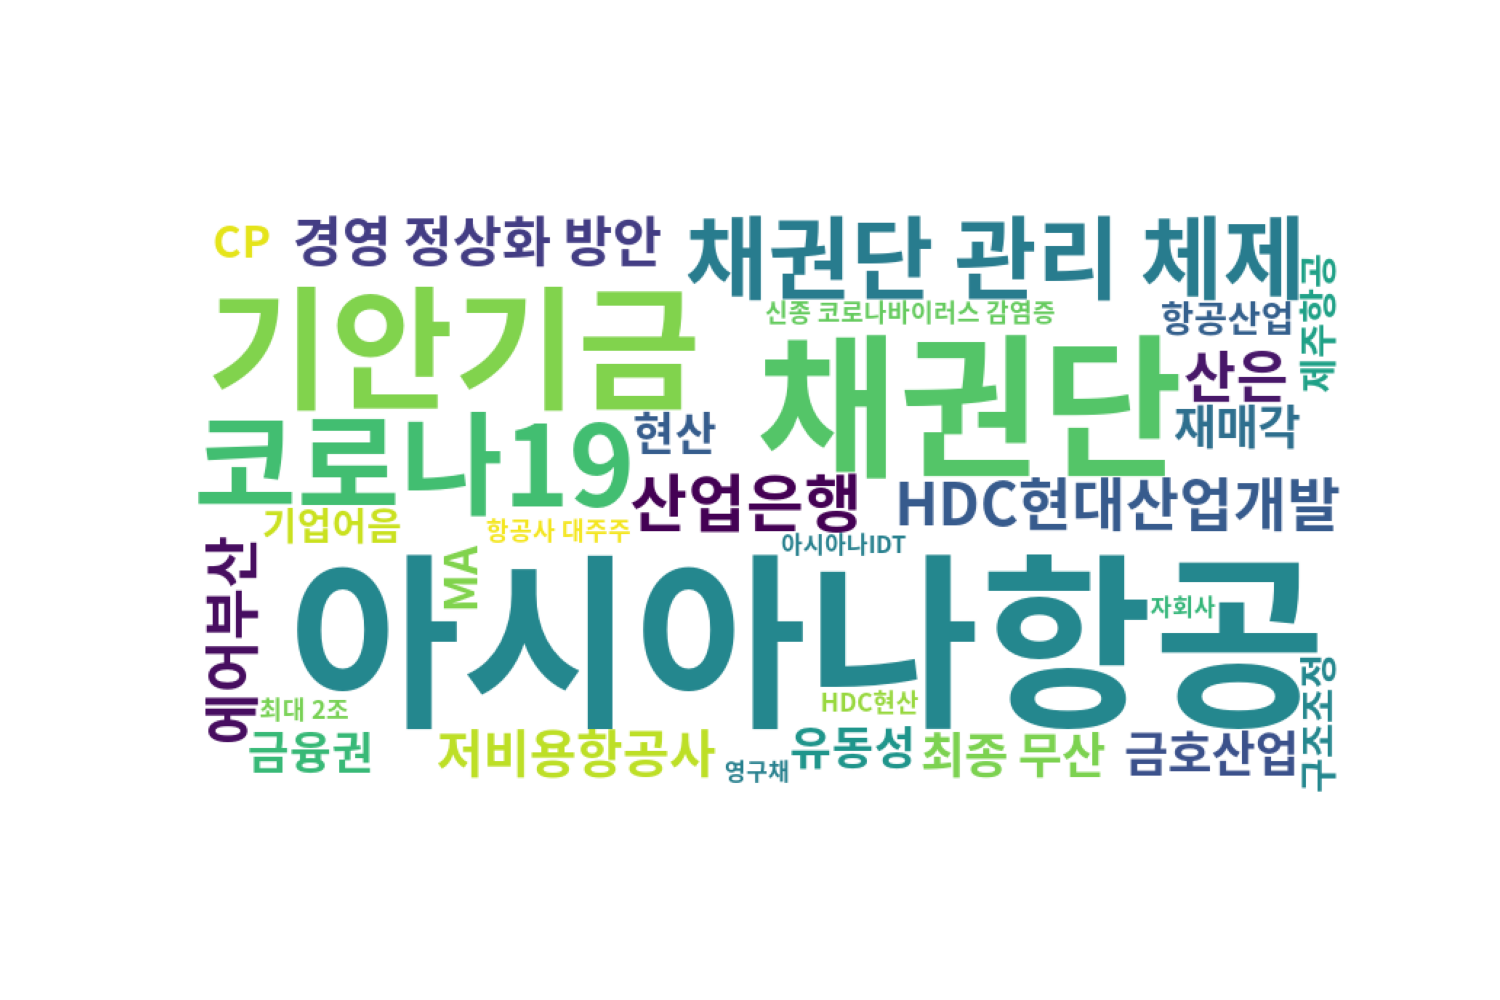 CP
경영 정상화 방안
채권단 관리 체제
제주항공
기안기금
신종 코로나바이러스 감염증
항공산업
채권단
산은
코로나19
현산
재매각
산업은행
HDC현대산업개발
기업어음
항공사 대주주
아시아나IDT
에어부산
MA
아시아나항공
자회사
최대 2조
HDC현산
구조조정
금융권
저비용항공사
영구채
유동성
최종 무산
금호산업